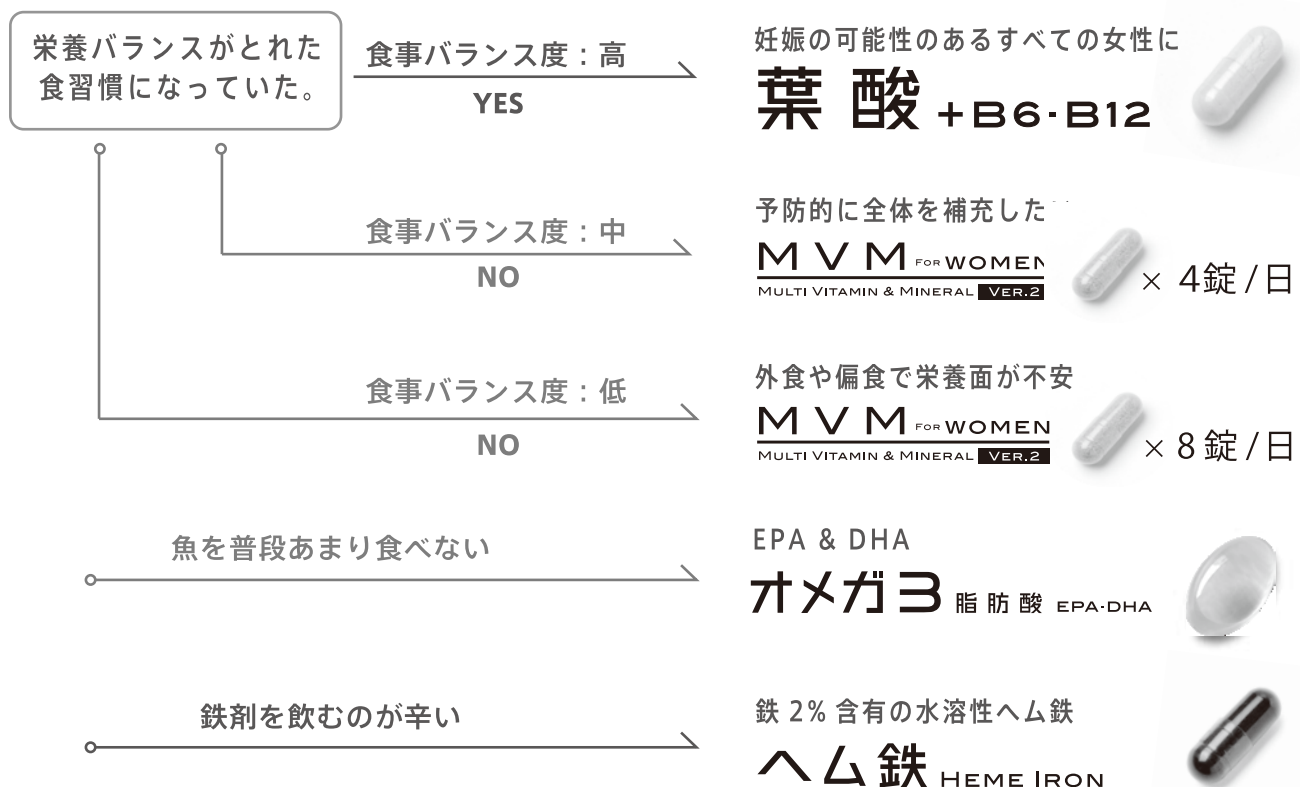 栄養バランスがとれた
食習慣になっていた。
食事バランス度：高
YES
妊娠の可能性のあるすべての女性に
葉酸 +B6·B12
食事バランス度：中
NO
予防的に全体を補充した
MVM FOR WOMEN
MULTI VITAMIN & MINERAL VER.2
× 4錠/日
食事バランス度：低
NO
外食や偏食で栄養面が不安
MVM FOR WOMEN
MULTI VITAMIN & MINERAL VER.2
× 8錠/日
魚を普段あまり食べない
EPA & DHA
オメガ3 脂肪酸 EPA·DHA
鉄剤を飲むのが辛い
鉄 2% 含有の水溶性ヘム鉄
ヘム鉄 HEME IRON